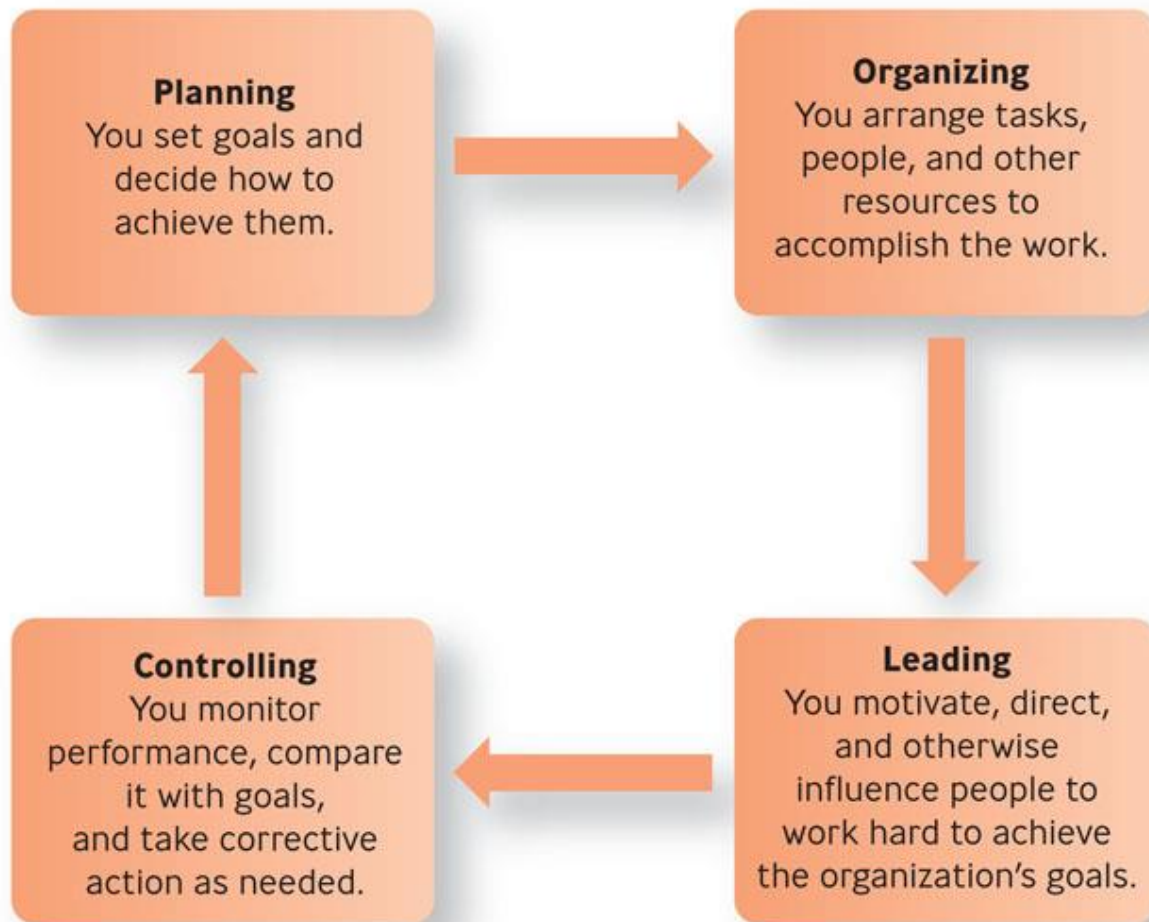 Planning
You set goals and
decide how to
achieve them.
Organizing
You arrange tasks,
people, and other
resources to
accomplish the work.
Leading
You motivate, direct,
and otherwise
influence people to
work hard to achieve
the organization's goals.
Controlling
You monitor
performance, compare
it with goals,
and take corrective
action as needed.